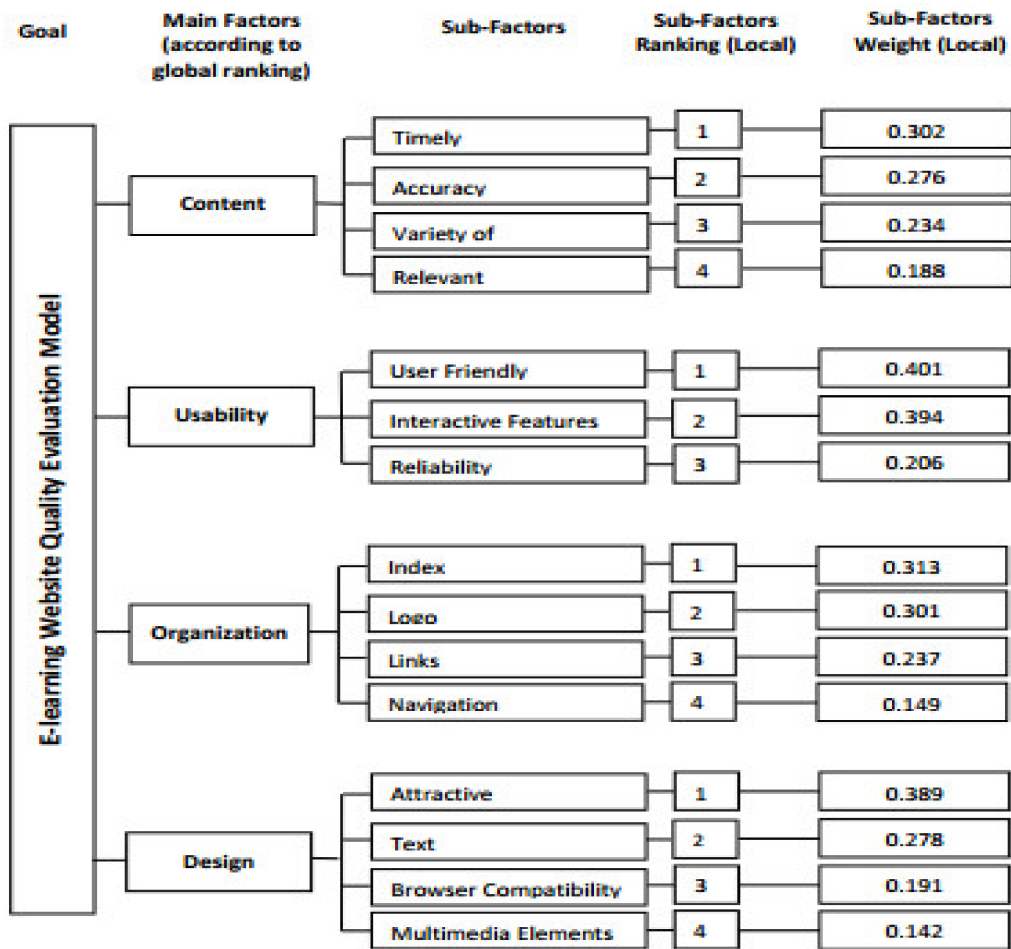 Goal
Main Factors
(according to
global ranking)
Sub-Factors
Sub-Factors
Ranking (Local)
Sub-Factors
Weight (Local)
E-learning Website Quality Evaluation Model
Content
Timely 1 0.302
Accuracy 2 0.276
Variety of 3 0.234
Relevant 4 0.188
Usability
User Friendly 1 0.401
Interactive Features 2 0.394
Reliability 3 0.206
Organization
Index 1 0.313
Logo 2 0.301
Links 3 0.237
Navigation 4 0.149
Design
Attractive 1 0.389
Text 2 0.278
Browser Compatibility 3 0.191
Multimedia Elements 4 0.142